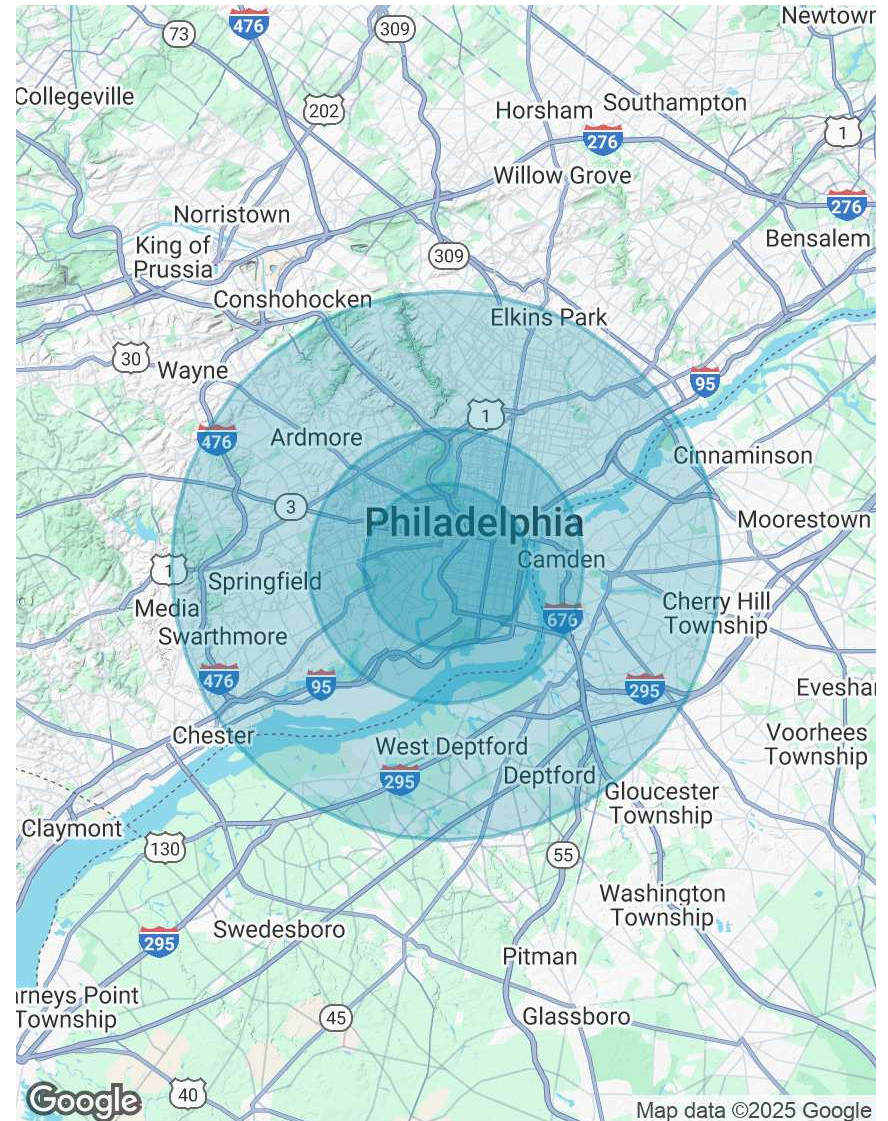 Newtow
476
309
73
Collegeville
202
Horsham
Southampton
1
276
Willow Grove
276
Norristown
Bensalem
King of
Prussia
309
Conshohocken
Elkins Park
30
Wayne
95
1
476
Ardmore
Cinnaminson
3
Philadelphia
Moorestown
Camden
1
Springfield
Media
Cherry Hill
Township
676
Swarthmore
476
95
295
Evesha
Chester
West Deptford
Voorhees
Township
295
Deptford
Gloucester
Township
Claymont
130
55
Washington
Township
Swedesboro
295
Pitman
rneys Point
Township
45
Glassboro
40
Google
Map data ©2025 Google